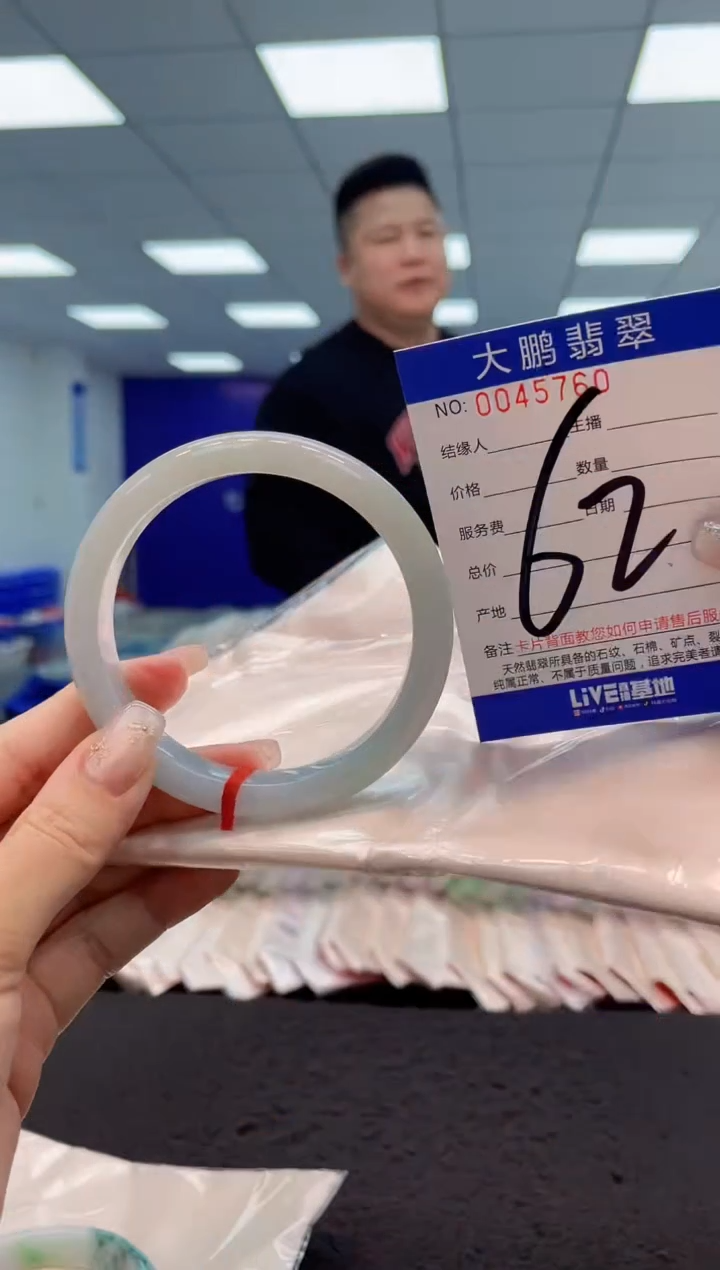 大鹏翡翠
NO: 0045760
结缘人 主播
价格 数量
服务费 日期
总价
产地
62
备注 卡片背面教您如何申请售后服
天然翡翠所具备的石纹、石棉、矿点、裂
纯属正常、不属于质量问题，追求完美者请
LiVE 基地